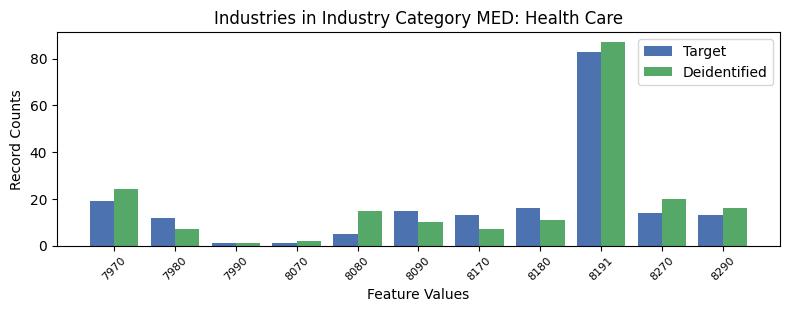 Industries in Industry Category MED: Health Care
Record Counts
80
60
40
20
0
Target
Deidentified
7970 7980 7990 8070 8080 8090 8170 8180 8191 8270 8290
Feature Values